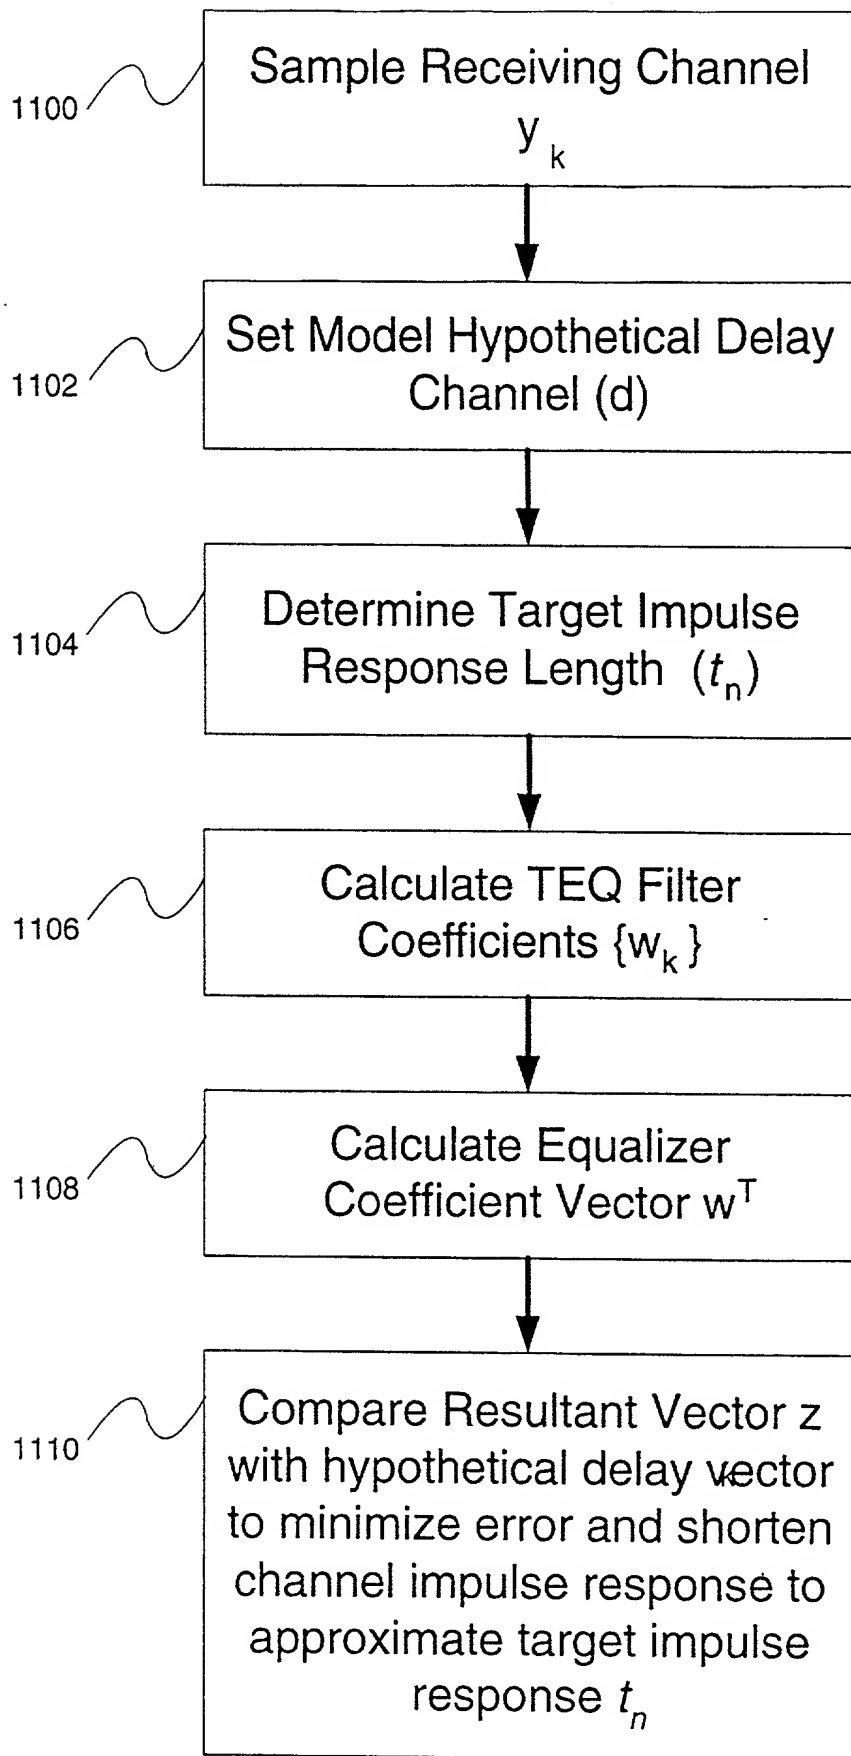 Sample Receiving Channel
y k
1100
Set Model Hypothetical Delay
Channel (d)
1102
Determine Target Impulse
Response Length (tn)
1104
Calculate TEQ Filter
Coefficients {wk}
1106
Calculate Equalizer
Coefficient Vector wT
1108
Compare Resultant Vector z
with hypothetical delay vector
k
to minimize error and shorten
channel impulse response to
approximate target impulse
response tn
1110